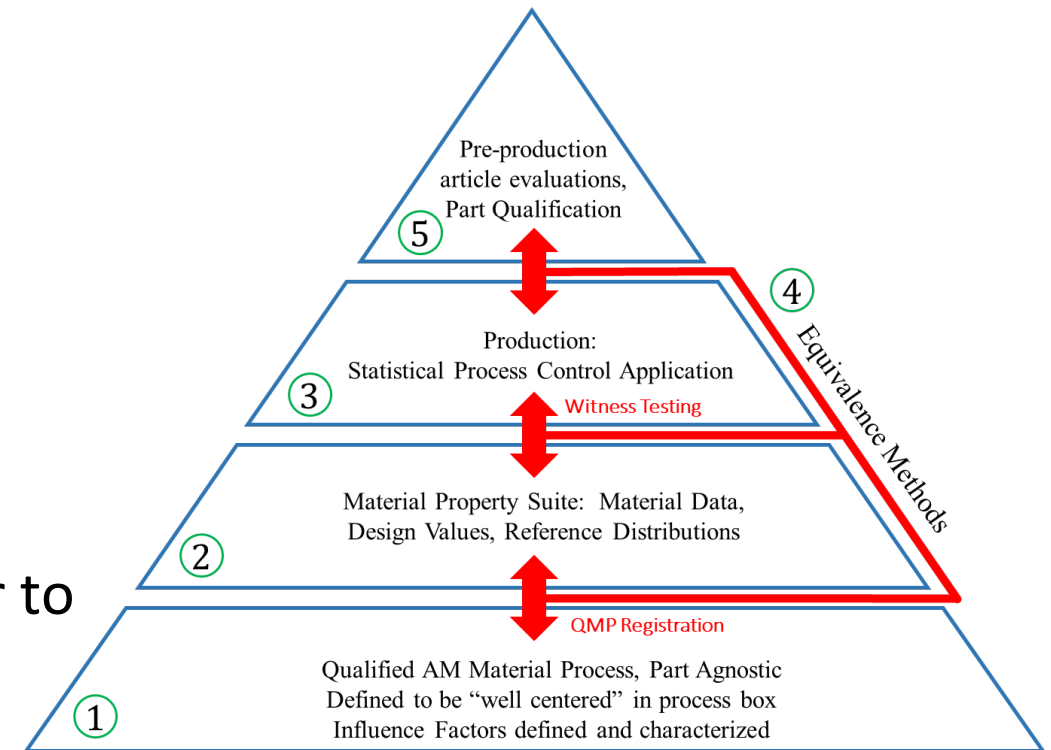 Pre-production
article evaluations,
Part Qualification
5
4
Equivalence Methods
Production:
Statistical Process Control Application
3
Witness Testing
Material Property Suite: Material Data,
Design Values, Reference Distributions
2
r to
QMP Registration
Qualified AM Material Process, Part Agnostic
Defined to be “well centered” in process box
Influence Factors defined and characterized
1